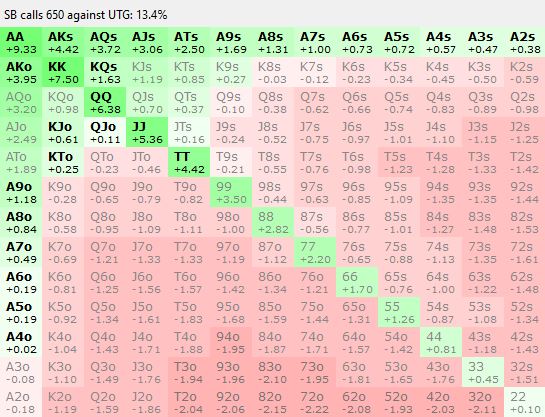 SB calls 650 against UTG: 13.4%
AA AKs AQs AJs ATs A9s A8s A7s A6s A5s A4s A3s A2s
+9.33 +4.42 +3.72 +3.06 +2.50 +1.69 +1.31 +1.00 +0.73 +0.72 +0.57 +0.47 +0.38
AKo KK KQs KJs KTs K9s K8s K7s K6s K5s K4s K3s K2s
+3.95 +7.50 +1.63 +1.19 +0.85 +0.27 -0.03 -0.12 -0.23 -0.34 -0.45 -0.50 -0.59
AQo KQo QQ QJs QTs Q9s Q8s Q7s Q6s Q5s Q4s Q3s Q2s
+3.20 +0.98 +6.38 +0.70 +0.37 -0.10 -0.38 -0.62 -0.66 -0.74 -0.83 -0.89 -0.98
AJo KJo QJo JJ JTs J9s J8s J7s J6s J5s J4s J3s J2s
+2.49 +0.61 +0.11 +5.36 +0.16 -0.24 -0.52 -0.75 -0.97 -1.01 -1.10 -1.15 -1.25
ATo KTo QTo JTo TT T9s T8s T7s T6s T5s T4s T3s T2s
+1.89 +0.25 -0.23 -0.46 +4.42 -0.21 -0.55 -0.76 -0.98 -1.23 -1.28 -1.33 -1.42
A9o K9o Q9o J9o T9o 99 98s 97s 96s 95s 94s 93s 92s
+1.18 -0.28 -0.65 -0.79 -0.82 +3.50 -0.44 -0.63 -0.85 -1.09 -1.35 -1.35 -1.44
A8o K8o Q8o J8o T8o 98o 88 87s 86s 85s 84s 83s 82s
+0.84 -0.58 -0.95 -1.09 -1.11 -1.00 +2.82 -0.56 -0.77 -1.01 -1.27 -1.48 -1.53
A7o K7o Q7o J7o T7o 97o 87o 77 76s 75s 74s 73s 72s
+0.49 -0.69 -1.21 -1.33 -1.33 -1.19 -1.12 +2.20 -0.65 -0.88 -1.13 -1.35 -1.61
A6o K6o Q6o J6o T6o 96o 86o 76o 66 65s 64s 63s 62s
+0.19 -0.81 -1.25 -1.56 -1.57 -1.42 -1.34 -1.21 +1.70 -0.76 -1.00 -1.22 -1.48
A5o K5o Q5o J5o T5o 95o 85o 75o 65o 55 54s 53s 52s
+0.19 -0.92 -1.34 -1.61 -1.83 -1.68 -1.59 -1.44 -1.31 +1.26 -0.87 -1.08 -1.34
A4o K4o Q4o J4o T4o 94o 84o 74o 64o 54o 44 43s 42s
+0.02 -1.04 -1.43 -1.71 -1.88 -1.95 -1.87 -1.71 -1.57 -1.42 +0.81 -1.18 -1.43
A3o K3o Q3o J3o T3o 93o 83o 73o 63o 53o 43o 33 32s
-0.08 -1.10 -1.49 -1.76 -1.94 -1.96 -2.10 -1.95 -1.81 -1.65 -1.76 +0.45 -1.51
A2o K2o Q2o J2o T2o 92o 82o 72o 62o 52o 42o 32o 22
-0.18 -1.19 -1.59 -1.86 -2.04 -2.06 -2.15 -2.22 -2.08 -1.93 -2.03 -2.11 -0.10